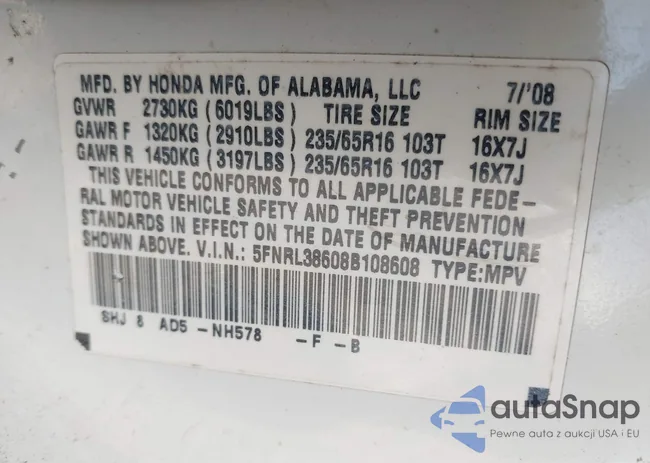 MFD. BY HONDA MFG. OF ALABAMA, LLC 7/'08
GVWR 2730KG (6019LBS) TIRE SIZE RIM SIZE
GAWR F 1320KG (2910LBS) 235/65R16 103T 16X7J
GAWR R 1450KG (3197LBS) 235/65R16 103T 16X7J
THIS VEHICLE CONFORMS TO ALL APPLICABLE FEDE-
RAL MOTOR VEHICLE SAFETY AND THEFT PREVENTION
STANDARDS IN EFFECT ON THE DATE OF MANUFACTURE
SHOWN ABOVE. V.I.N.: 5FNRL38608B108608 TYPE:MPV
SHJ 8 AD5 -NH578 -F -B
autaSnap
Pewne auta z aukcji USA i EU